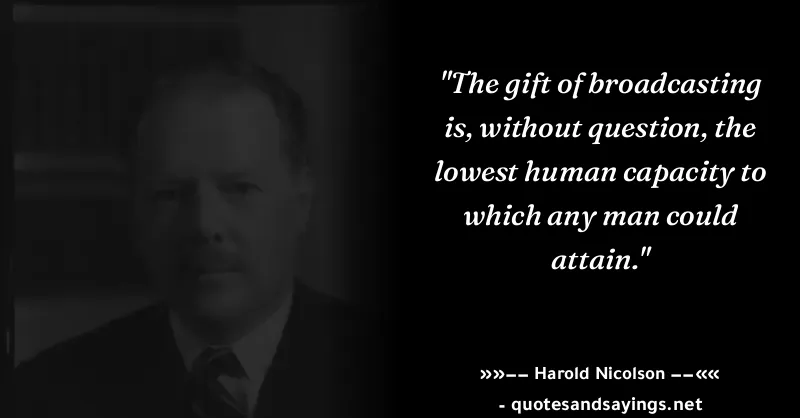 "The gift of broadcasting
is, without question, the
lowest human capacity to
which any man could
attain."
»»–– Harold Nicolson ––««
- quotesandsayings.net